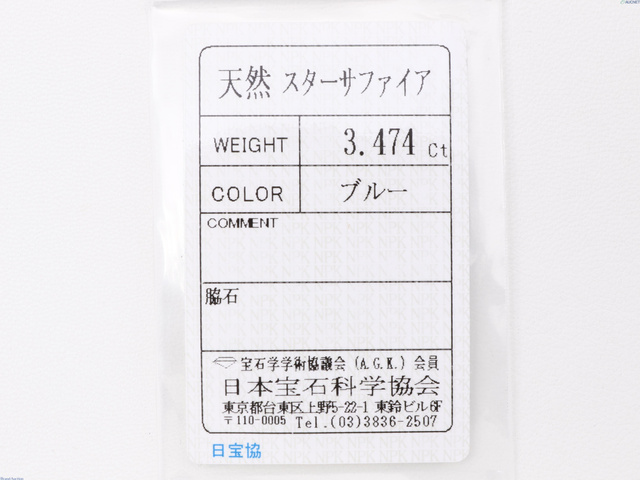 天然 スターサファイア
WEIGHT 3.474 Ct
COLOR ブルー
COMMENT
脇石
宝石学学術協議会 (A.G.K.) 会員
日本宝石科学協会
東京都台東区上野5-22-1 東鈴ビル6F
〒110-0005 Tel.(03)3836-2507
日宝協